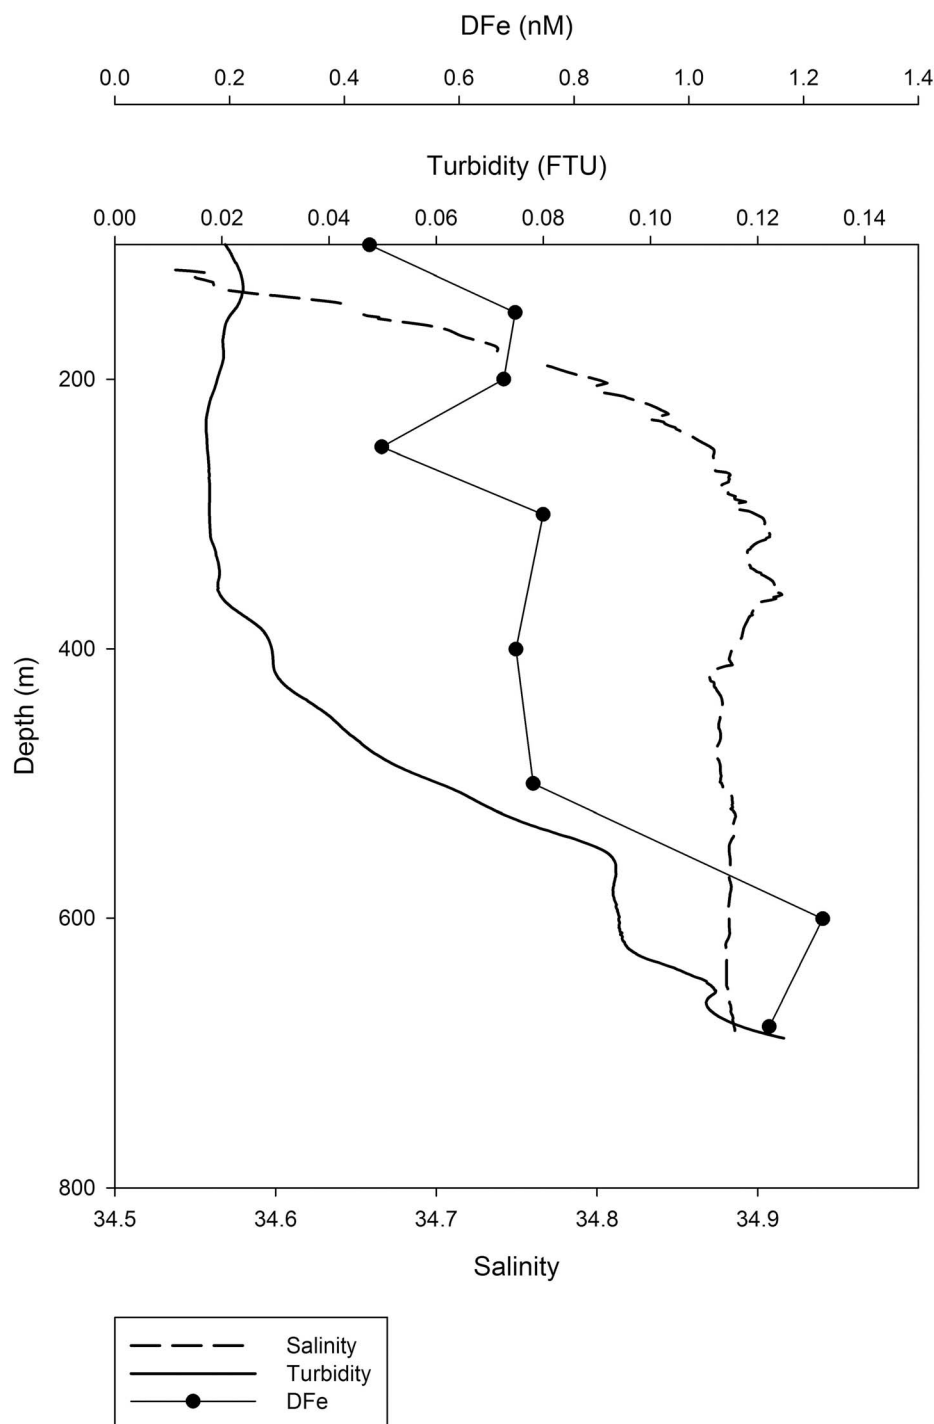 DFe (nM)
0.0 0.2 0.4 0.6 0.8 1.0 1.2 1.4
Turbidity (FTU)
0.00 0.02 0.04 0.06 0.08 0.10 0.12 0.14
200
400
600
800
Depth (m)
34.5 34.6 34.7 34.8 34.9
Salinity
Salinity
Turbidity
DFe